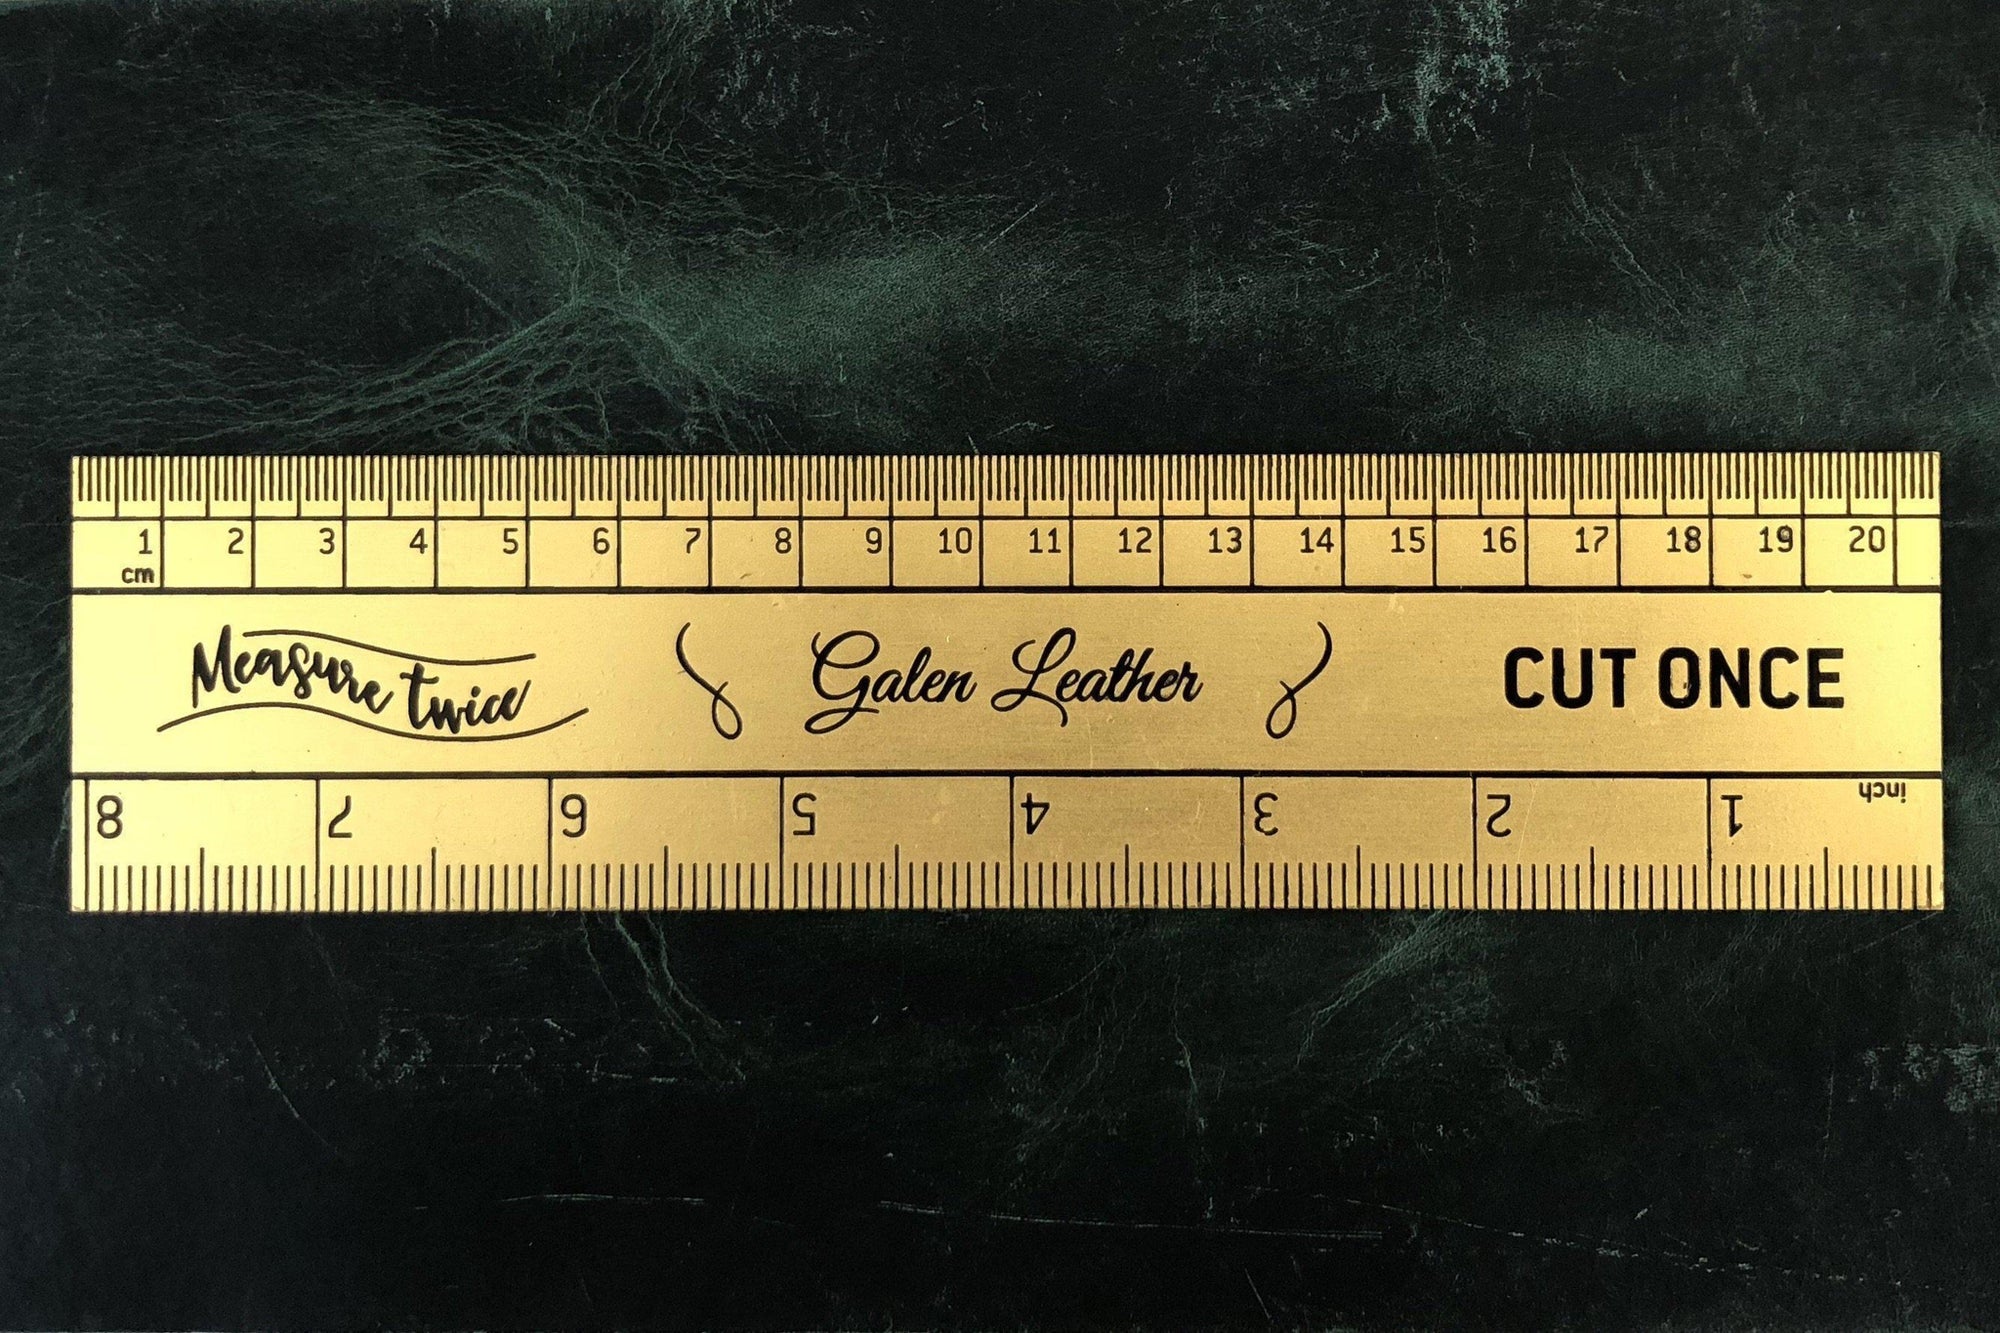 1 2 3 4 5 6 7 8 9 10 11 12 13 14 15 16 17 18 19 20
cm
Measure twice Galen Leather CUT ONCE
8 7 6 5 4 3 2 1 inch